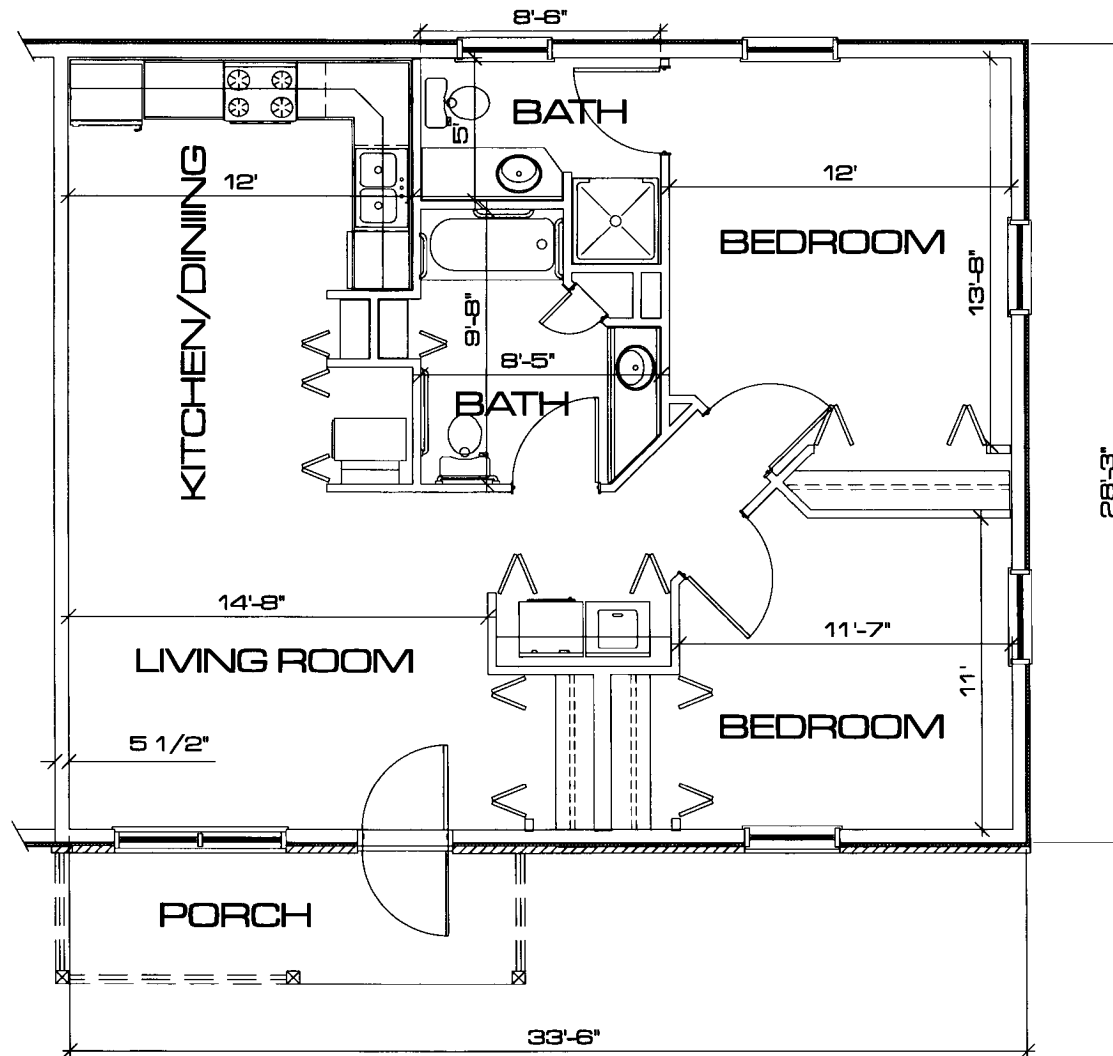 8'-6"
BATH
5'
12'
12'
KITCHEN/DINIING
BEDROOM
13'-8"
9'-8"
8'-5"
BATH
28'-3"
14'-8"
11'-7"
LIVING ROOM
11'
BEDROOM
5 1/2"
PORCH
33'-6"